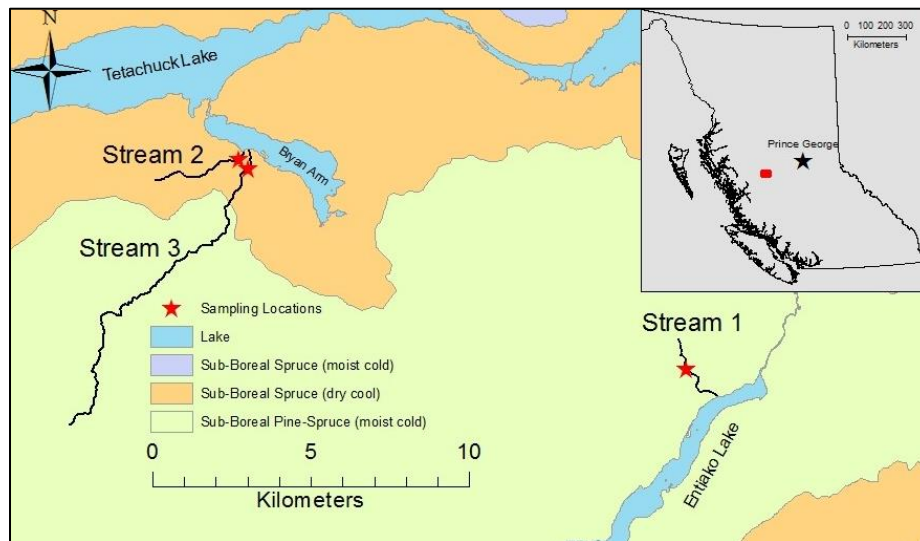 N
Tetachuck Lake
Bryan Arm
Stream 2
Stream 3
Sampling Locations
Lake
Sub-Boreal Spruce (moist cold)
Sub-Boreal Spruce (dry cool)
Sub-Boreal Pine-Spruce (moist cold)
0 5 10
Kilometers
Stream 1
Entiako Lake
0 100 200 300
Kilometers
Prince George